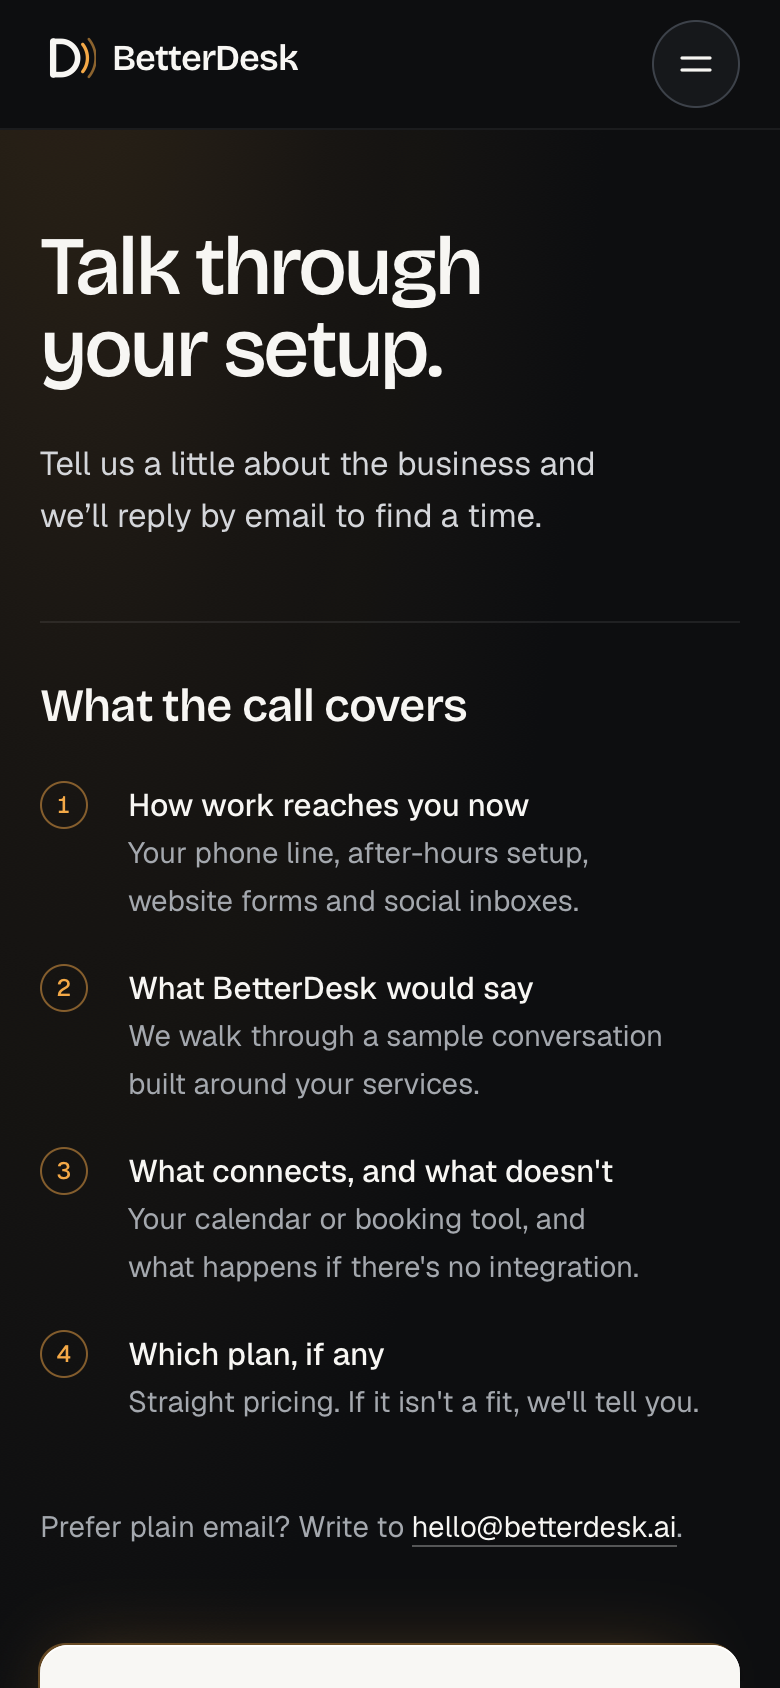 BetterDesk
Talk through
your setup.
Tell us a little about the business and
we’ll reply by email to find a time.
What the call covers
1
How work reaches you now
Your phone line, after-hours setup,
website forms and social inboxes.
2
What BetterDesk would say
We walk through a sample conversation
built around your services.
3
What connects, and what doesn't
Your calendar or booking tool, and
what happens if there's no integration.
4
Which plan, if any
Straight pricing. If it isn't a fit, we'll tell you.
Prefer plain email? Write to hello@betterdesk.ai.